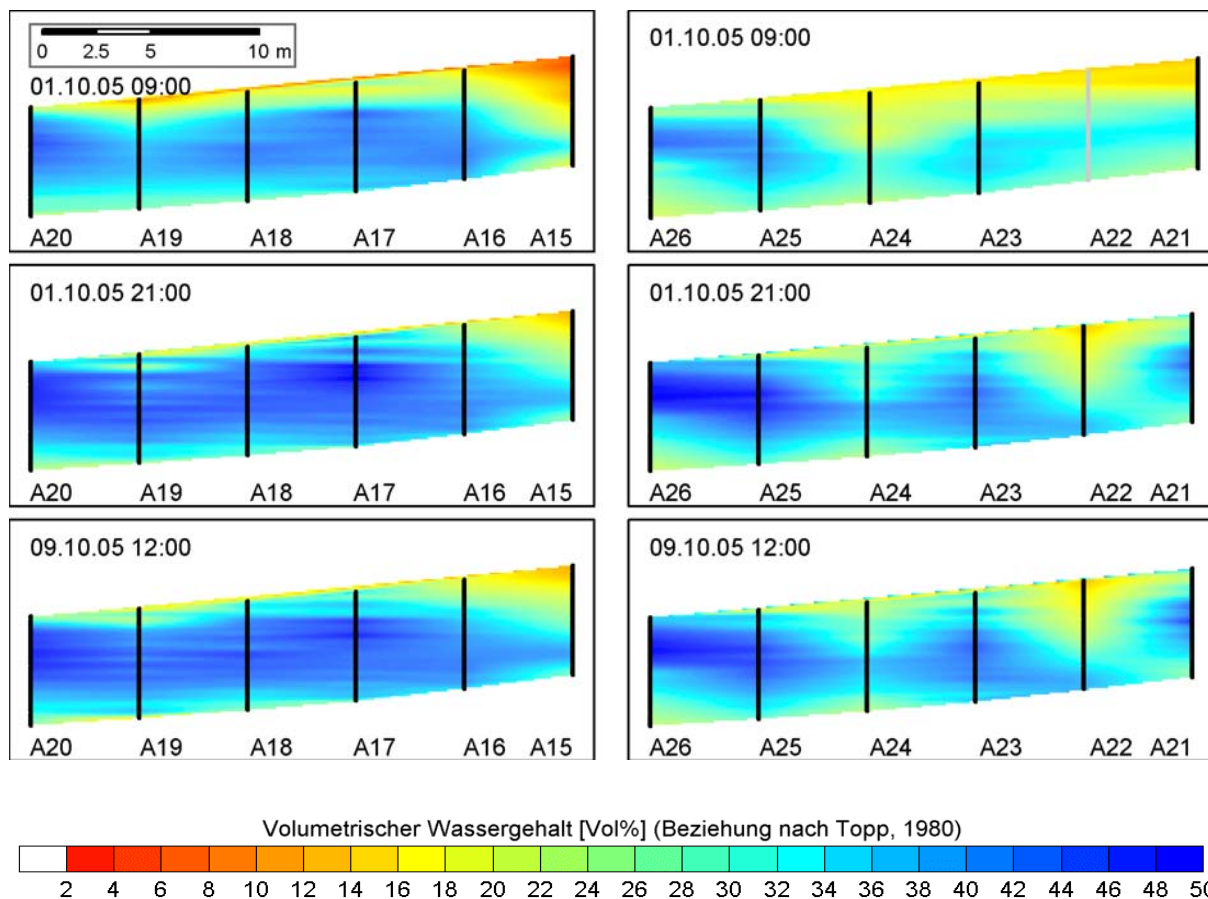 0 2.5 5 10 m
01.10.05 09:00
A20 A19 A18 A17 A16 A15
01.10.05 09:00
A26 A25 A24 A23 A22 A21
01.10.05 21:00
A20 A19 A18 A17 A16 A15
01.10.05 21:00
A26 A25 A24 A23 A22 A21
09.10.05 12:00
A20 A19 A18 A17 A16 A15
09.10.05 12:00
A26 A25 A24 A23 A22 A21
Volumetrischer Wassergehalt [Vol%] (Beziehung nach Topp, 1980)
2 4 6 8 10 12 14 16 18 20 22 24 26 28 30 32 34 36 38 40 42 44 46 48 50